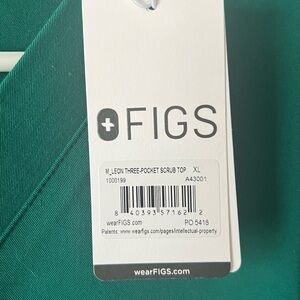 FIGS
M_LEON THREE-POCKET SCRUB TOP XL
1000199 A43001
8 40393 57162 2
wearFIGS.com PO 5418
Patents: www.wearfigs.com/pages/intellectual-property
wearFIGS.com